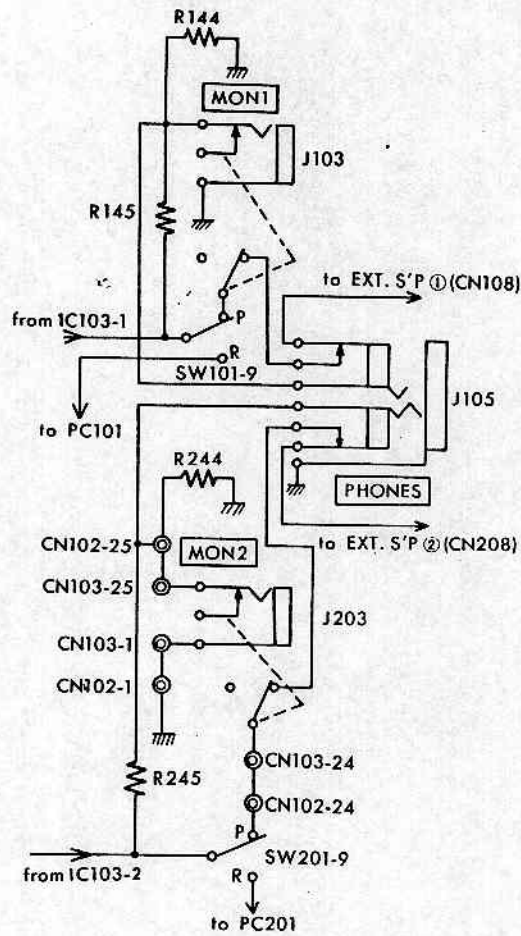 R144
MON1
J103
R145
to EXT. S'P ① (CN108)
from IC103-1
P
R
SW101-9
J105
to PC101
R244
PHONES
CN102-25
MON2
to EXT. S'P ② (CN208)
CN103-25
J203
CN103-1
CN102-1
CN103-24
R245
CN102-24
P
SW201-9
from IC103-2
R
to PC201